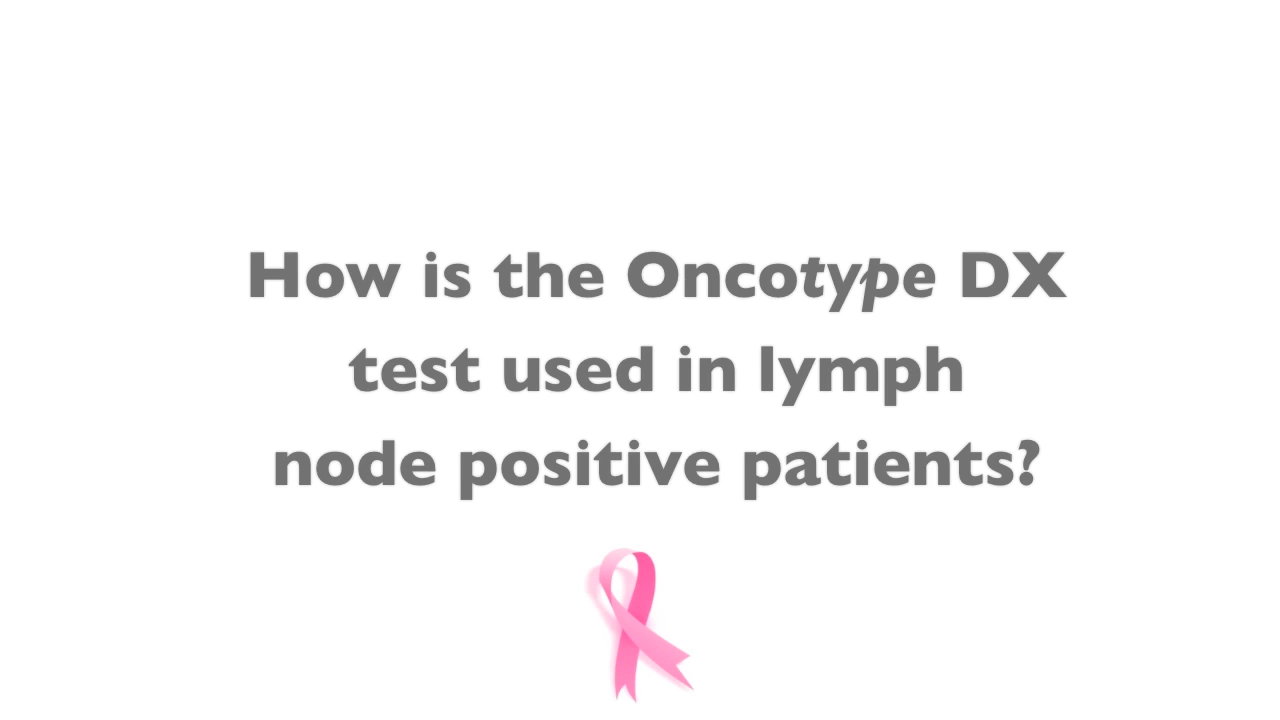 How is the Oncotype DX
test used in lymph
node positive patients?